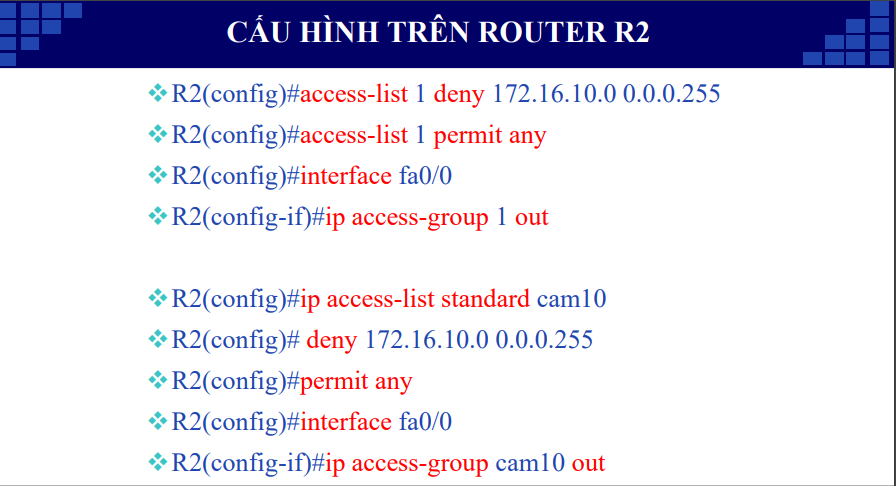 CẤU HÌNH TRÊN ROUTER R2
R2(config)#access-list 1 deny 172.16.10.0 0.0.0.255
R2(config)#access-list 1 permit any
R2(config)#interface fa0/0
R2(config-if)#ip access-group 1 out
R2(config)#ip access-list standard cam10
R2(config)# deny 172.16.10.0 0.0.0.255
R2(config)#permit any
R2(config)#interface fa0/0
R2(config-if)#ip access-group cam10 out